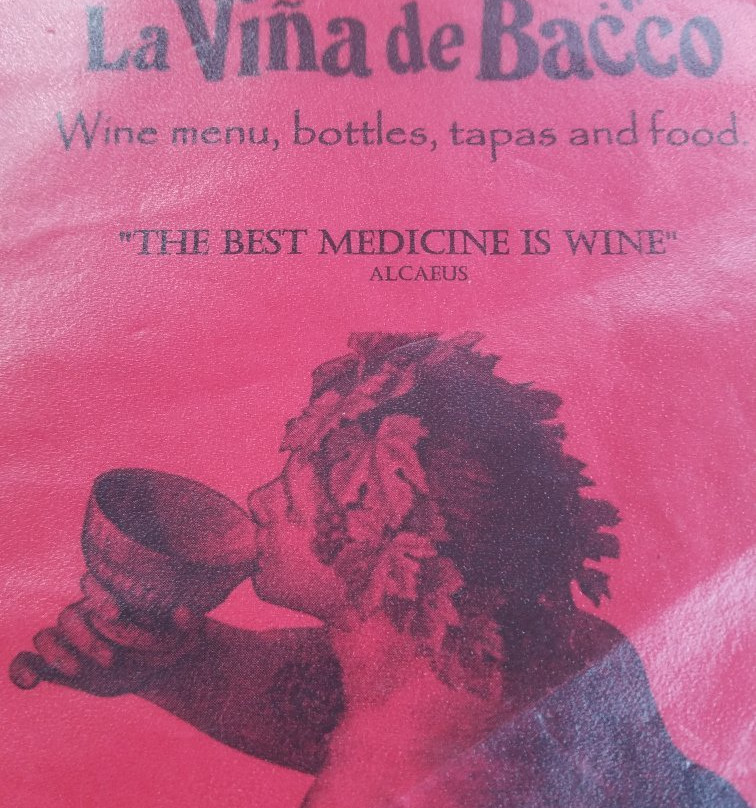 La Viña de Bacco
Wine menu, bottles, tapas and food.
"THE BEST MEDICINE IS WINE"
ALCAEUS